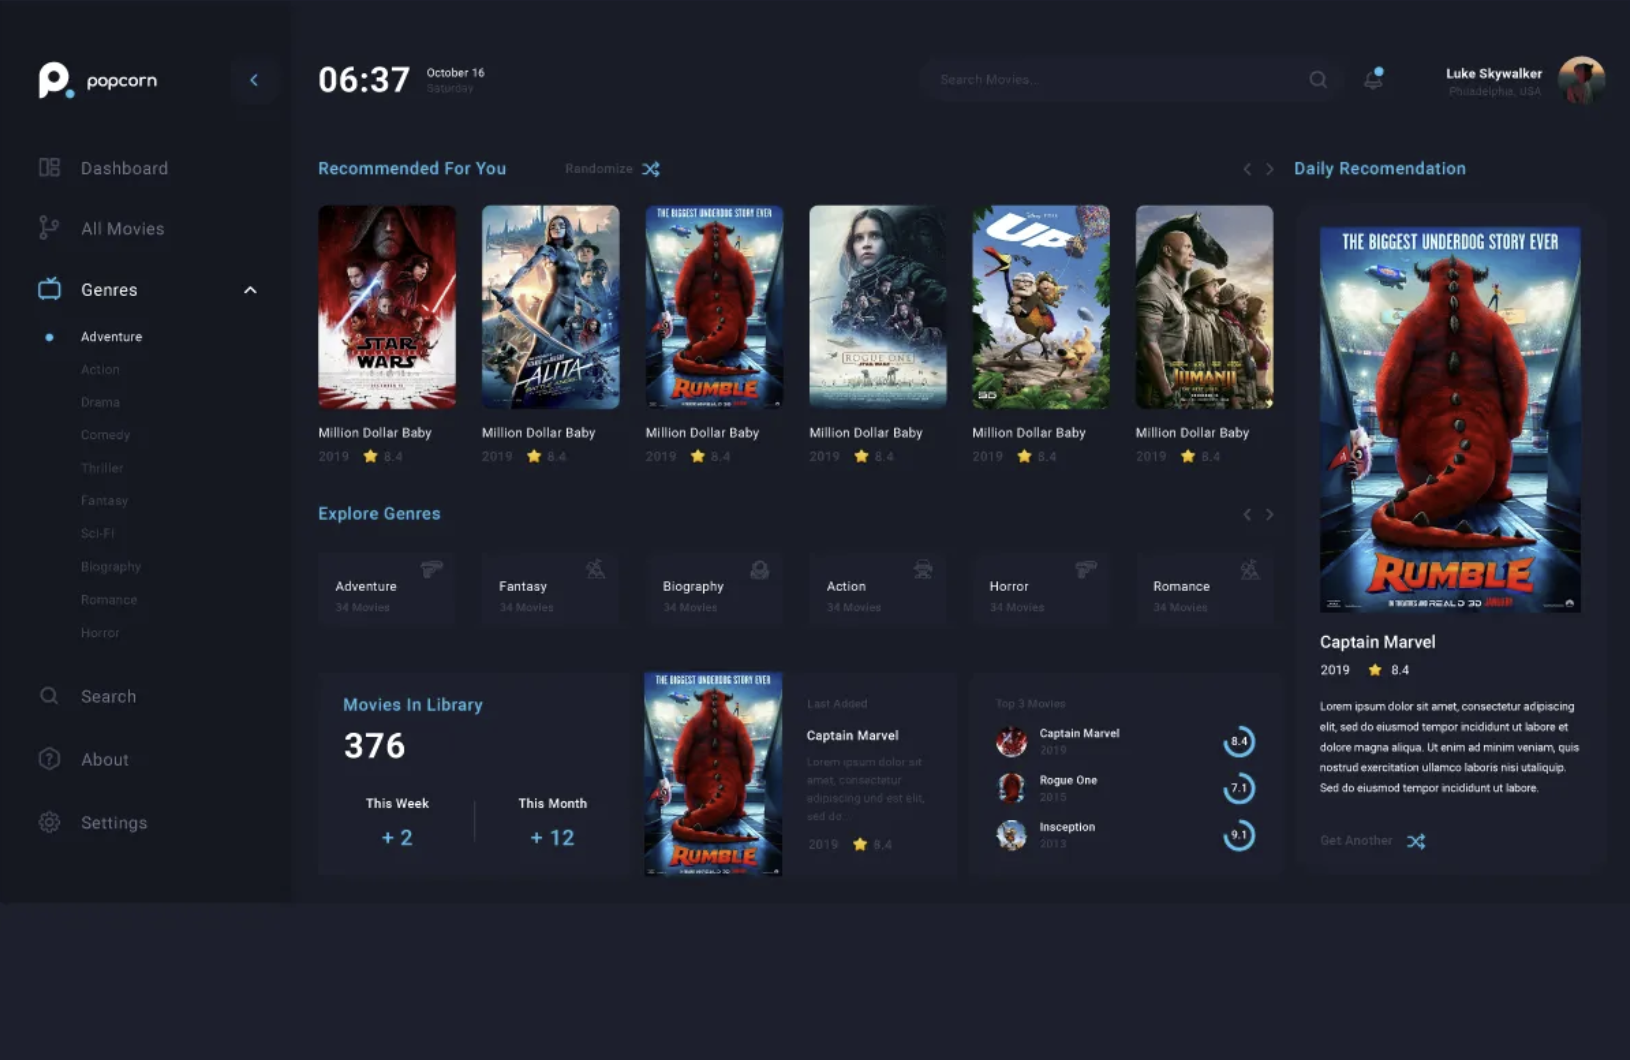 popcorn
06:37
October 16
Saturday
Search Movies...
Luke Skywalker
Philadelphia, USA
Dashboard
All Movies
Genres
Adventure
Action
Drama
Comedy
Thriller
Fantasy
Sci-Fi
Biography
Romance
Horror
Search
About
Settings
Recommended For You
Randomize
STAR WARS
ALITA
THE BIGGEST UNDERDOG STORY EVER
RUMBLE
ROGUE ONE
STAR WARS
UP
3D
JUMANJI
Million Dollar Baby
2019 8.4
Million Dollar Baby
2019 8.4
Million Dollar Baby
2019 8.4
Million Dollar Baby
2019 8.4
Million Dollar Baby
2019 8.4
Million Dollar Baby
2019 8.4
Explore Genres
Adventure
34 Movies
Fantasy
34 Movies
Biography
34 Movies
Action
34 Movies
Horror
34 Movies
Romance
34 Movies
Movies In Library
376
This Week
+ 2
This Month
+ 12
THE BIGGEST UNDERDOG STORY EVER
RUMBLE
Last Added
Captain Marvel
Lorem ipsum dolor sit
amet, consectetur
adipiscing und est elit,
sed do..
2019 8.4
Top 3 Movies
Captain Marvel
2019
8.4
Rogue One
2015
7.1
Insception
2013
9.1
Daily Recomendation
THE BIGGEST UNDERDOG STORY EVER
RUMBLE
IN THEATRES AND REAL D 3D JANUARY
Captain Marvel
2019 8.4
Lorem ipsum dolor sit amet, consectetur adipiscing
elit, sed do eiusmod tempor incididunt ut labore et
dolore magna aliqua. Ut enim ad minim veniam, quis
nostrud exercitation ullamco laboris nisi utaliquip.
Sed do eiusmod tempor incididunt ut labore.
Get Another